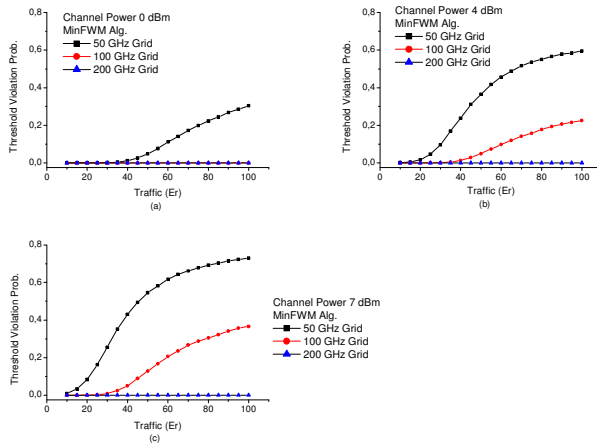 Channel Power 0 dBm
MinFWM Alg.
50 GHz Grid
100 GHz Grid
200 GHz Grid
Threshold Violation Prob.
0,8
0,6
0,4
0,2
0,0
0 20 40 60 80 100
Traffic (Er)
(a)
Channel Power 4 dBm
MinFWM Alg.
50 GHz Grid
100 GHz Grid
200 GHz Grid
Threshold Violation Prob.
0,8
0,6
0,4
0,2
0,0
0 20 40 60 80 100
Traffic (Er)
(b)
Threshold Violation Prob.
0,8
0,6
0,4
0,2
0,0
0 20 40 60 80 100
Traffic (Er)
(c)
Channel Power 7 dBm
MinFWM Alg.
50 GHz Grid
100 GHz Grid
200 GHz Grid